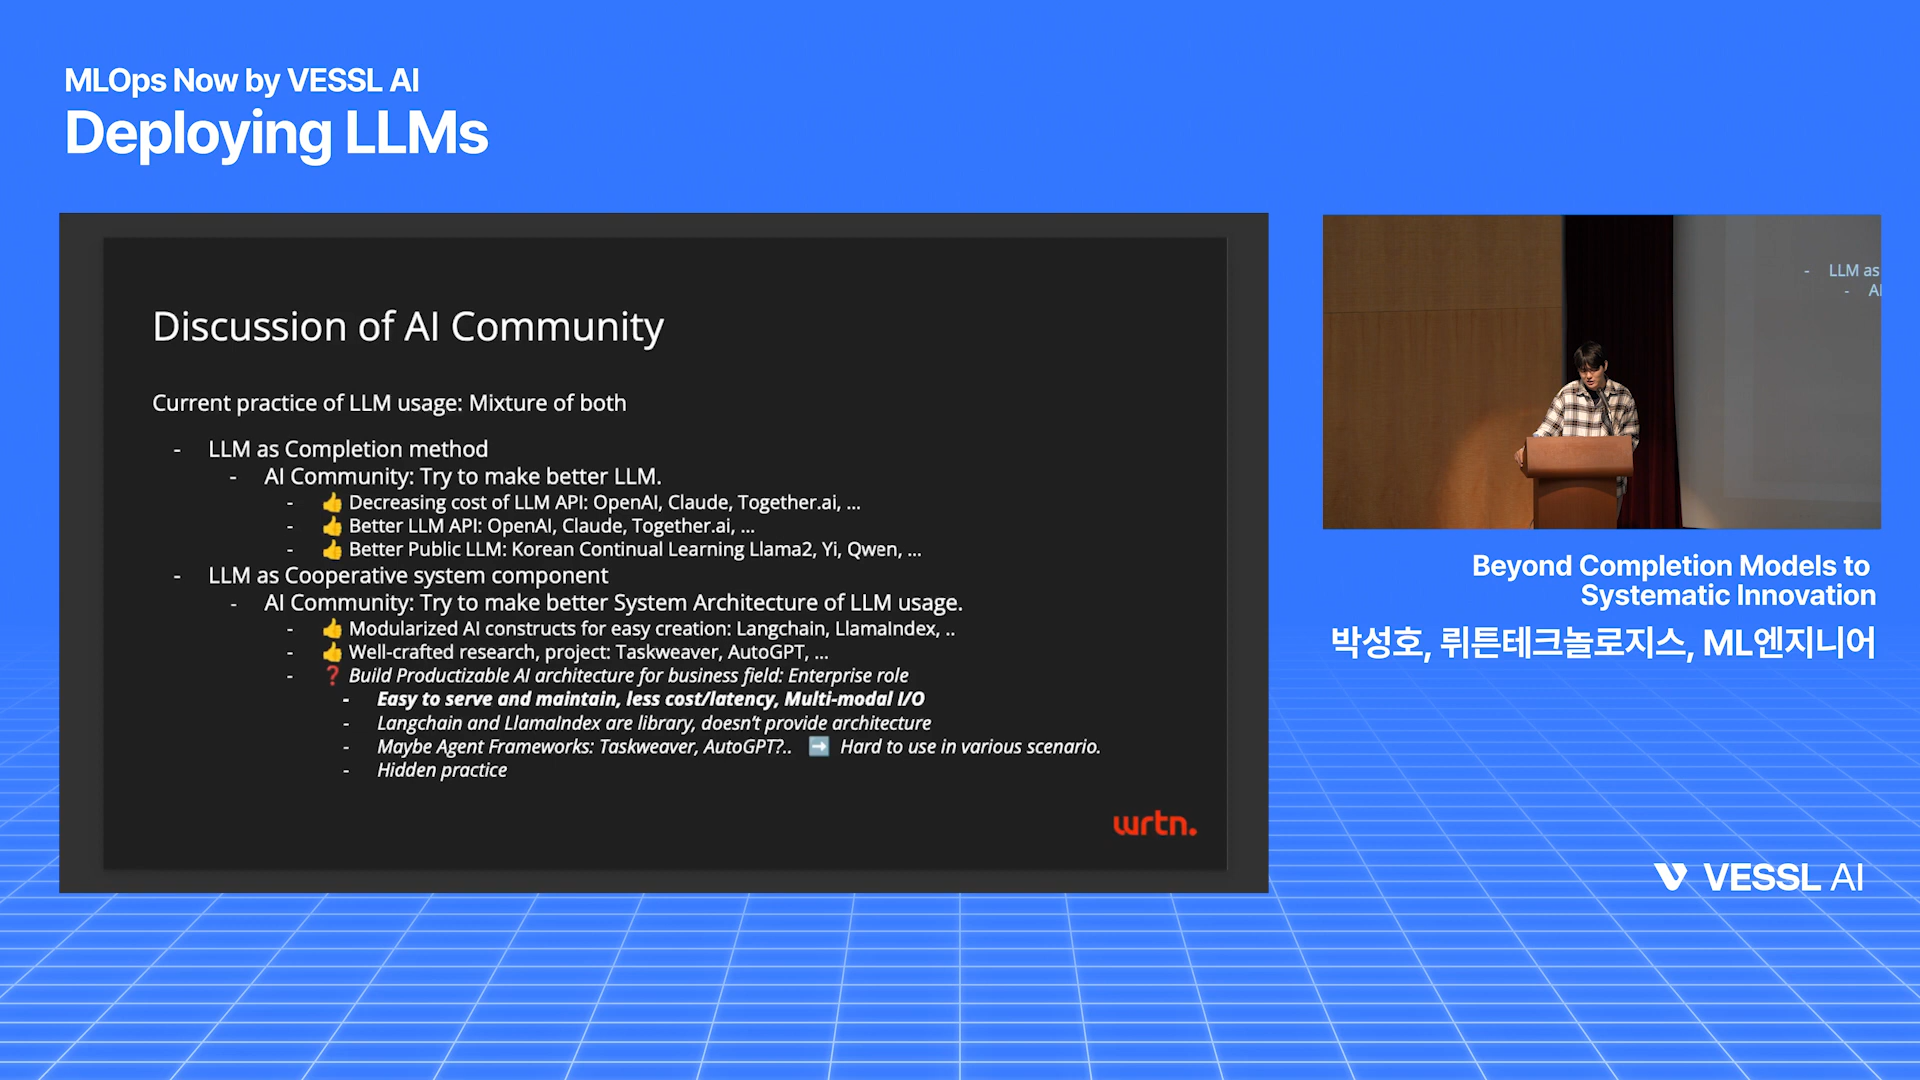 MLOps Now by VESSL AI
Deploying LLMs
Discussion of AI Community
Current practice of LLM usage: Mixture of both
- LLM as Completion method
- AI Community: Try to make better LLM.
- 👍 Decreasing cost of LLM API: OpenAI, Claude, Together.ai, ...
- 👍 Better LLM API: OpenAI, Claude, Together.ai, ...
- 👍 Better Public LLM: Korean Continual Learning Llama2, Yi, Qwen, ...
- LLM as Cooperative system component
- AI Community: Try to make better System Architecture of LLM usage.
- 👍 Modularized AI constructs for easy creation: Langchain, LlamaIndex, ..
- 👍 Well-crafted research, project: Taskweaver, AutoGPT, ...
- ❓ Build Productizable AI architecture for business field: Enterprise role
- Easy to serve and maintain, less cost/latency, Multi-modal I/O
- Langchain and LlamaIndex are library, doesn't provide architecture
- Maybe Agent Frameworks: Taskweaver, AutoGPT?.. ➡️ Hard to use in various scenario.
- Hidden practice
wrtn.
- LLM as
- AI
Beyond Completion Models to
Systematic Innovation
박성호, 뤼튼테크놀로지스, ML엔지니어
VESSL AI